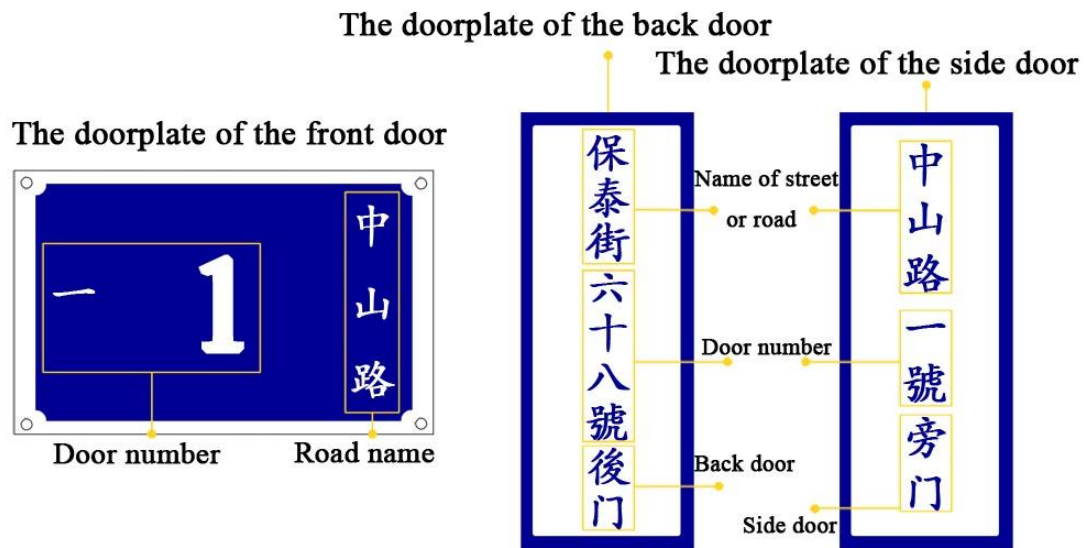 The doorplate of the back door
The doorplate of the side door
The doorplate of the front door
一 1
中山路
Door number
Road name
保泰街
六十八號
後门
Name of street
or road
Door number
Back door
Side door
中山路
一號
旁门